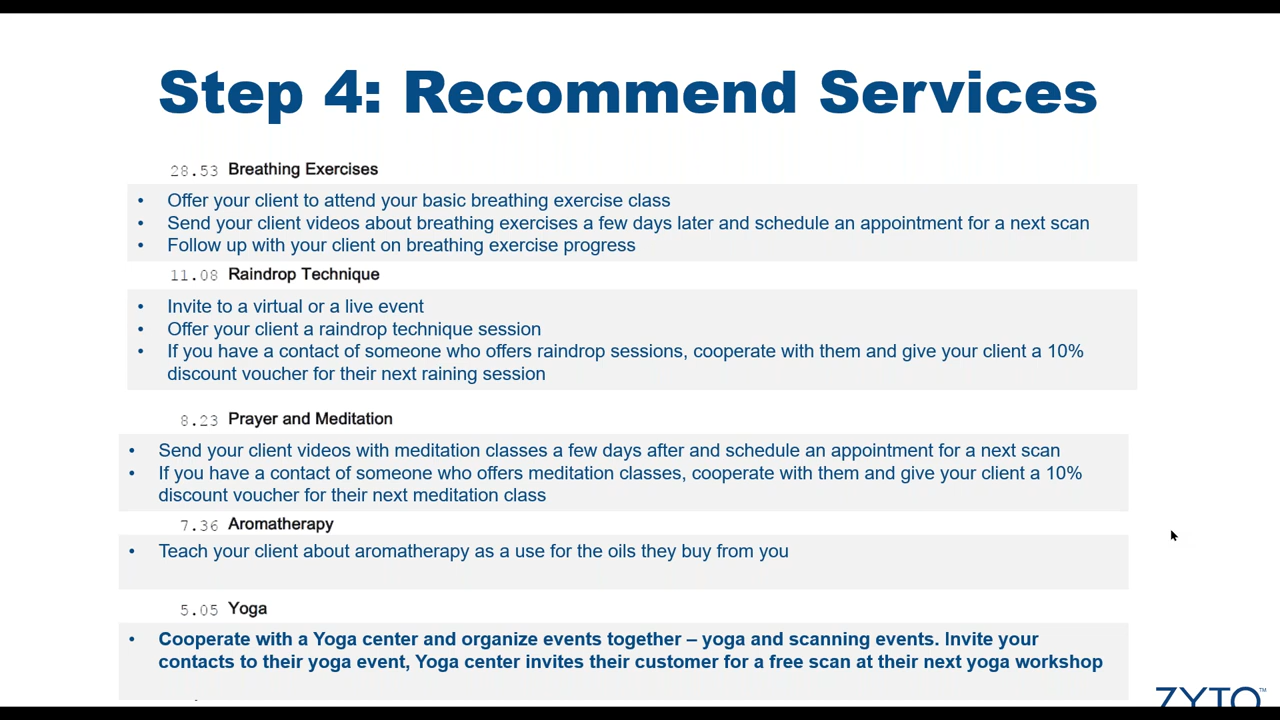 Step 4: Recommend Services
28.53 Breathing Exercises
• Offer your client to attend your basic breathing exercise class
• Send your client videos about breathing exercises a few days later and schedule an appointment for a next scan
• Follow up with your client on breathing exercise progress
11.08 Raindrop Technique
• Invite to a virtual or a live event
• Offer your client a raindrop technique session
• If you have a contact of someone who offers raindrop sessions, cooperate with them and give your client a 10%
discount voucher for their next raining session
8.23 Prayer and Meditation
• Send your client videos with meditation classes a few days after and schedule an appointment for a next scan
• If you have a contact of someone who offers meditation classes, cooperate with them and give your client a 10%
discount voucher for their next meditation class
7.36 Aromatherapy
• Teach your client about aromatherapy as a use for the oils they buy from you
5.05 Yoga
• Cooperate with a Yoga center and organize events together – yoga and scanning events. Invite your
contacts to their yoga event, Yoga center invites their customer for a free scan at their next yoga workshop
ZYTO™